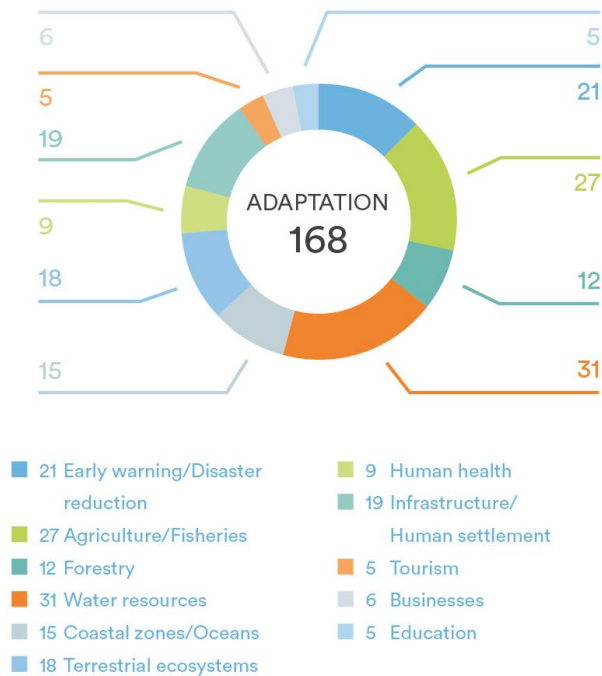 6
5
5
21
19
27
ADAPTATION
168
9
18
12
15
31
21 Early warning/Disaster
reduction
27 Agriculture/Fisheries
12 Forestry
31 Water resources
15 Coastal zones/Oceans
18 Terrestrial ecosystems
9 Human health
19 Infrastructure/
Human settlement
5 Tourism
6 Businesses
5 Education